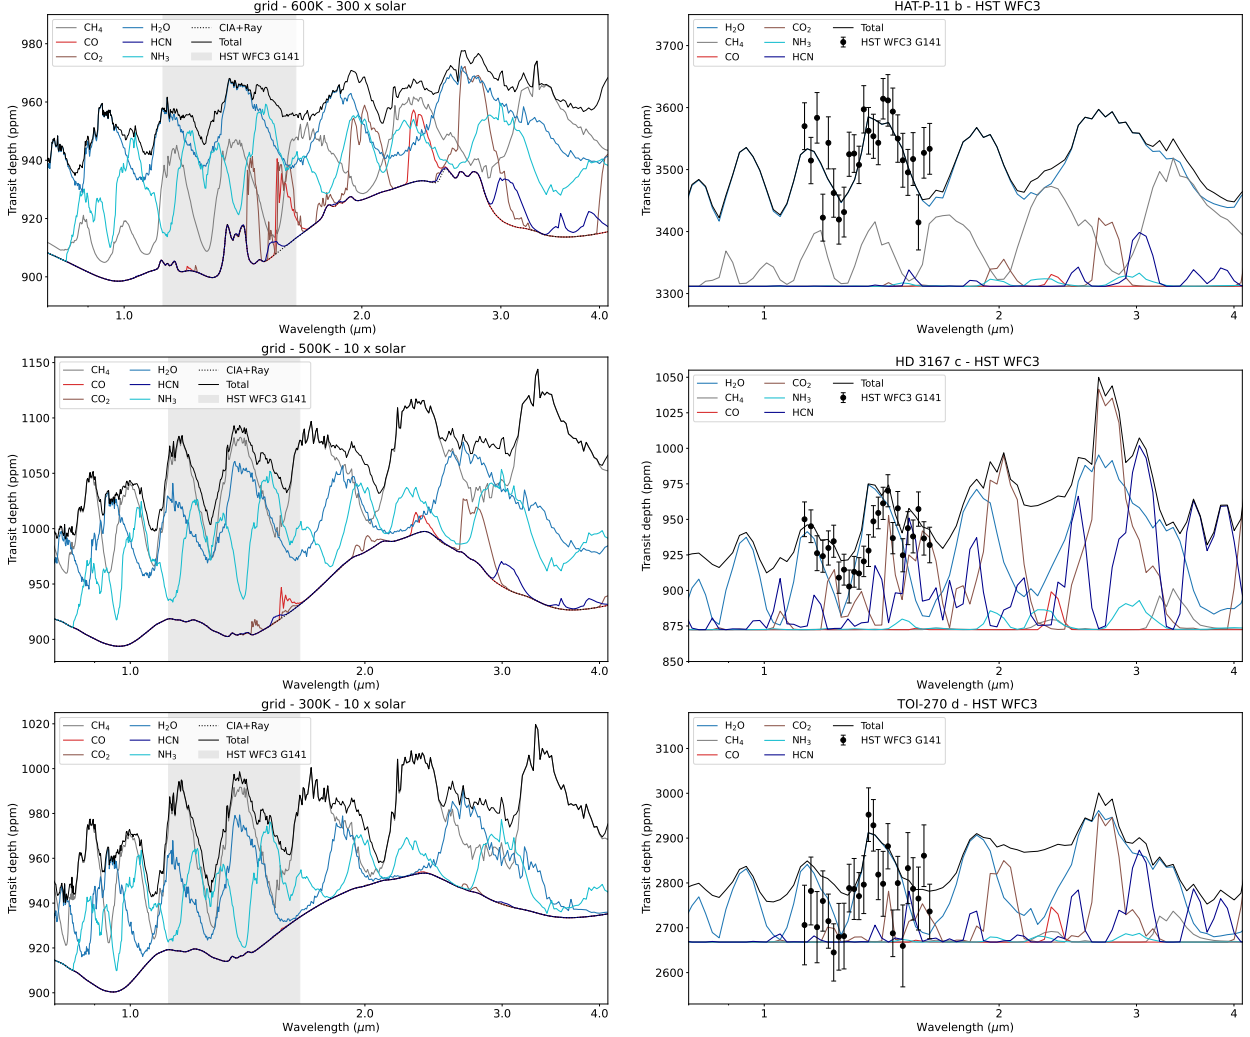 grid - 600K - 300 x solar
CH4 H2O CIA+Ray
CO HCN Total
CO2 NH3 HST WFC3 G141
Transit depth (ppm)
980
960
940
920
900
1.0 2.0 3.0 4.0
Wavelength (μm)
HAT-P-11 b - HST WFC3
H2O CO2 Total
CH4 NH3 HST WFC3 G141
CO HCN
Transit depth (ppm)
3700
3600
3500
3400
3300
1 2 3 4
Wavelength (μm)
grid - 500K - 10 x solar
CH4 H2O CIA+Ray
CO HCN Total
CO2 NH3 HST WFC3 G141
Transit depth (ppm)
1150
1100
1050
1000
950
900
1.0 2.0 3.0 4.0
Wavelength (μm)
HD 3167 c - HST WFC3
H2O CO2 Total
CH4 NH3 HST WFC3 G141
CO HCN
Transit depth (ppm)
1050
1025
1000
975
950
925
900
875
850
1 2 3 4
Wavelength (μm)
grid - 300K - 10 x solar
CH4 H2O CIA+Ray
CO HCN Total
CO2 NH3 HST WFC3 G141
Transit depth (ppm)
1020
1000
980
960
940
920
900
1.0 2.0 3.0 4.0
Wavelength (μm)
TOI-270 d - HST WFC3
H2O CO2 Total
CH4 NH3 HST WFC3 G141
CO HCN
Transit depth (ppm)
3100
3000
2900
2800
2700
2600
1 2 3 4
Wavelength (μm)